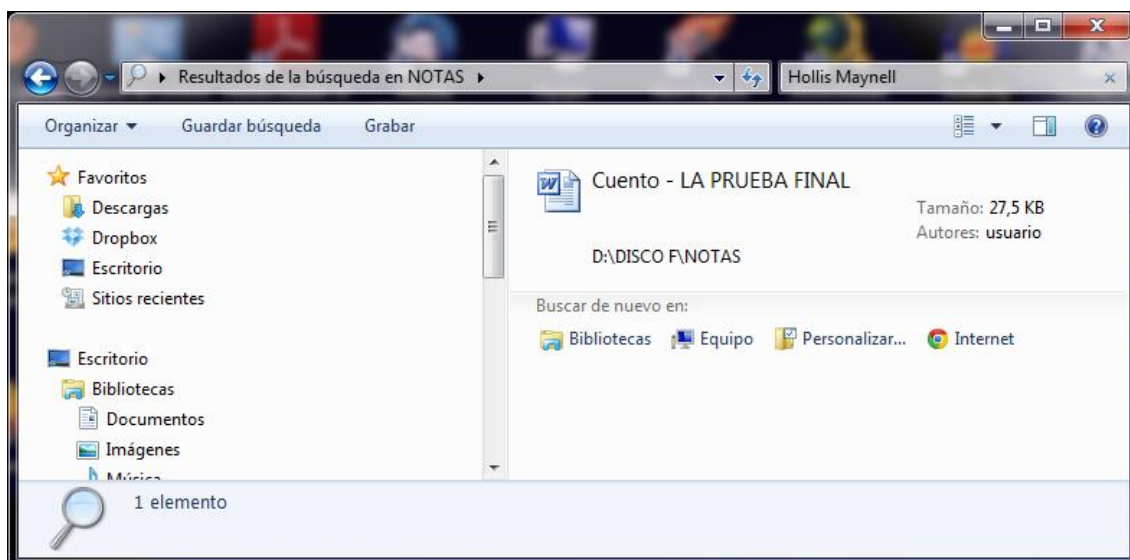 Resultados de la búsqueda en NOTAS
Hollis Maynell
Organizar
Guardar búsqueda
Grabar
Favoritos
Descargas
Dropbox
Escritorio
Sitios recientes
Escritorio
Bibliotecas
Documentos
Imágenes
Música
Cuento - LA PRUEBA FINAL
Tamaño: 27,5 KB
Autores: usuario
D:\DISCO F\NOTAS
Buscar de nuevo en:
Bibliotecas
Equipo
Personalizar...
Internet
1 elemento